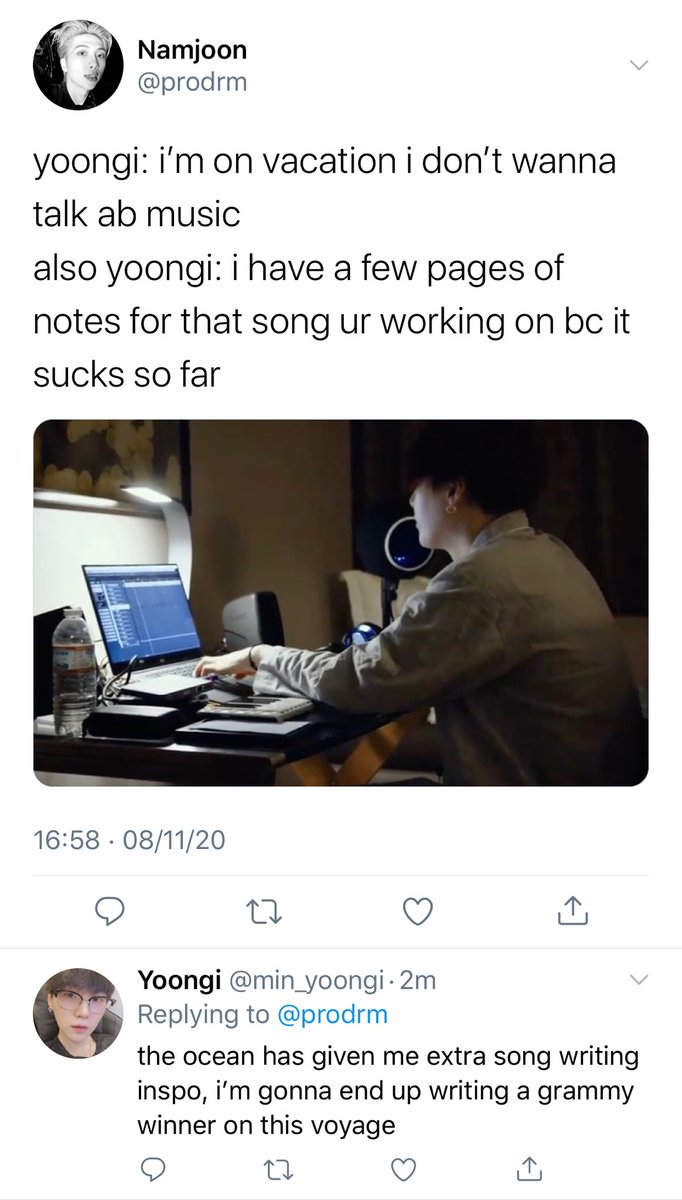 Namjoon
@prodrm
yoongi: i’m on vacation i don’t wanna
talk ab music
also yoongi: i have a few pages of
notes for that song ur working on bc it
sucks so far
16:58 · 08/11/20
Yoongi @min_yoongi · 2m
Replying to @prodrm
the ocean has given me extra song writing
inspo, i’m gonna end up writing a grammy
winner on this voyage